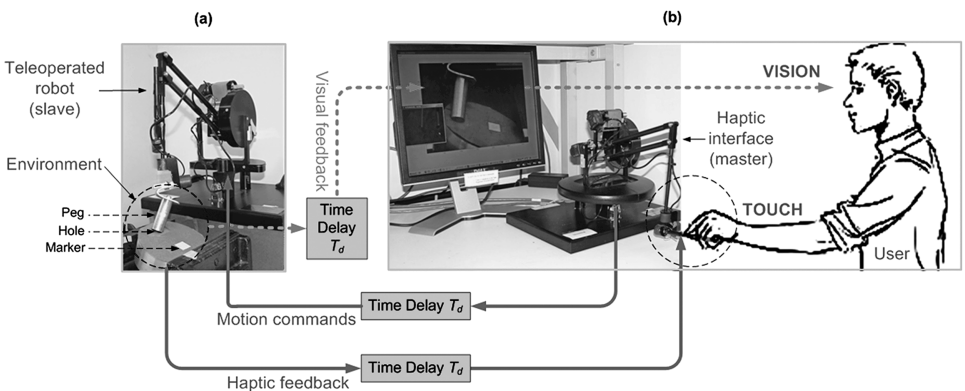 (a)
(b)
Teleoperated
robot
(slave)
Environment
Peg
Hole
Marker
Visual feedback
Time
Delay
Td
VISION
Haptic
interface
(master)
TOUCH
User
Time Delay Td
Motion commands
Time Delay Td
Haptic feedback